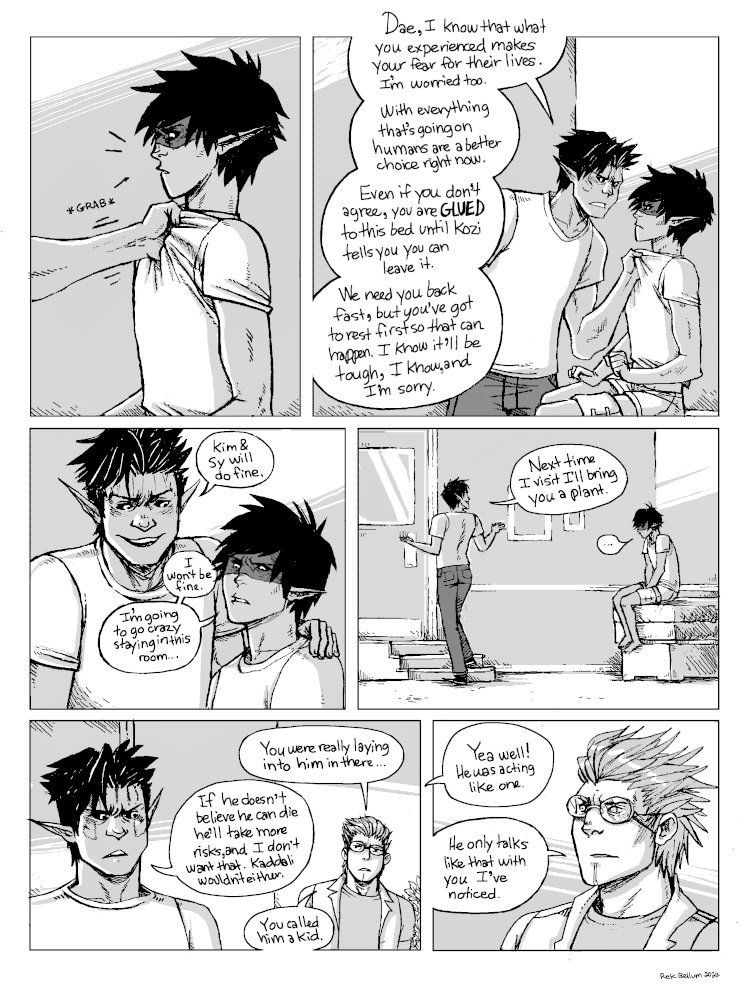 *GRAB*
Dae, I know that what
you experienced makes
your fear for their lives.
I'm worried too.
With everything
that's going on
humans are a better
choice right now.
Even if you don't
agree, you are GLUED
to this bed until Kozi
tells you you can
leave it.
We need you back
fast, but you've got
to rest first so that can
happen. I know it'll be
tough, I know, and
I'm sorry.
Kim &
Sy will
do fine.
I
won't be
fine.
I'm going
to go crazy
staying in this
room...
Next time
I visit I'll bring
you a plant.
...
You were really laying
into him in there...
If he doesn't
believe he can die
he'll take more
risks, and I don't
want that. Kaddali
wouldn't either.
You called
him a kid.
Yea well!
He was acting
like one.
He only talks
like that with
you I've
noticed.
Rek Bellum 2022